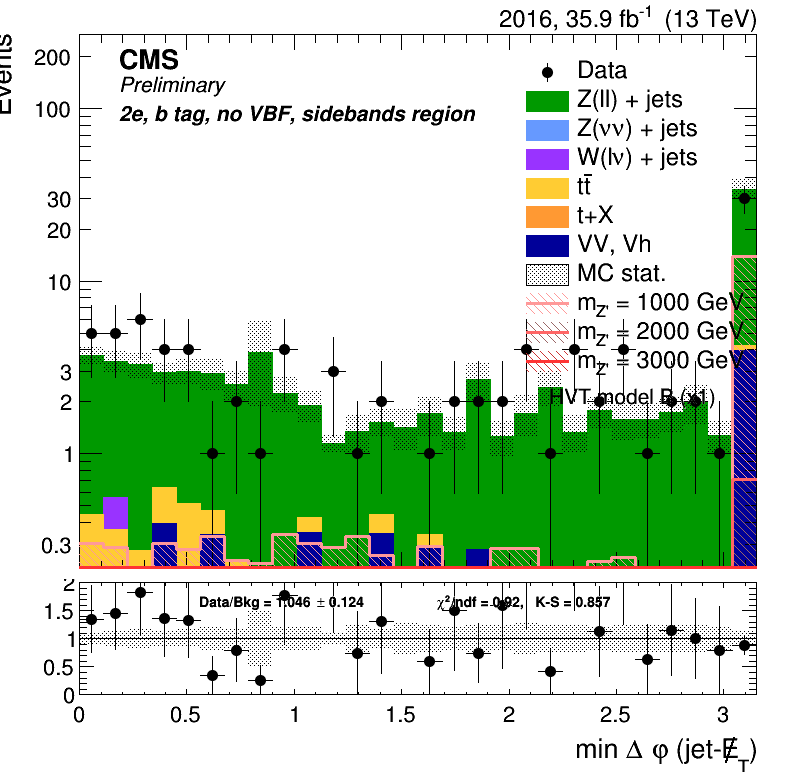 2016, 35.9 fb⁻¹ (13 TeV)
Events
CMS
Preliminary
2e, b tag, no VBF, sidebands region
Data
Z(ll) + jets
Z(νν) + jets
W(lν) + jets
tt̄
t+X
VV, Vh
MC stat.
m_Z' = 1000 GeV
m_Z' = 2000 GeV
m_Z' = 3000 GeV
HVT model B (x1)
200
100
30
20
10
3
2
1
0.3
Data/Bkg = 1.046 ± 0.124
χ²/ndf = 0.92, K-S = 0.857
2
1.5
1
0.5
0
0 0.5 1 1.5 2 2.5 3
min Δ φ (jet-E̸_T)